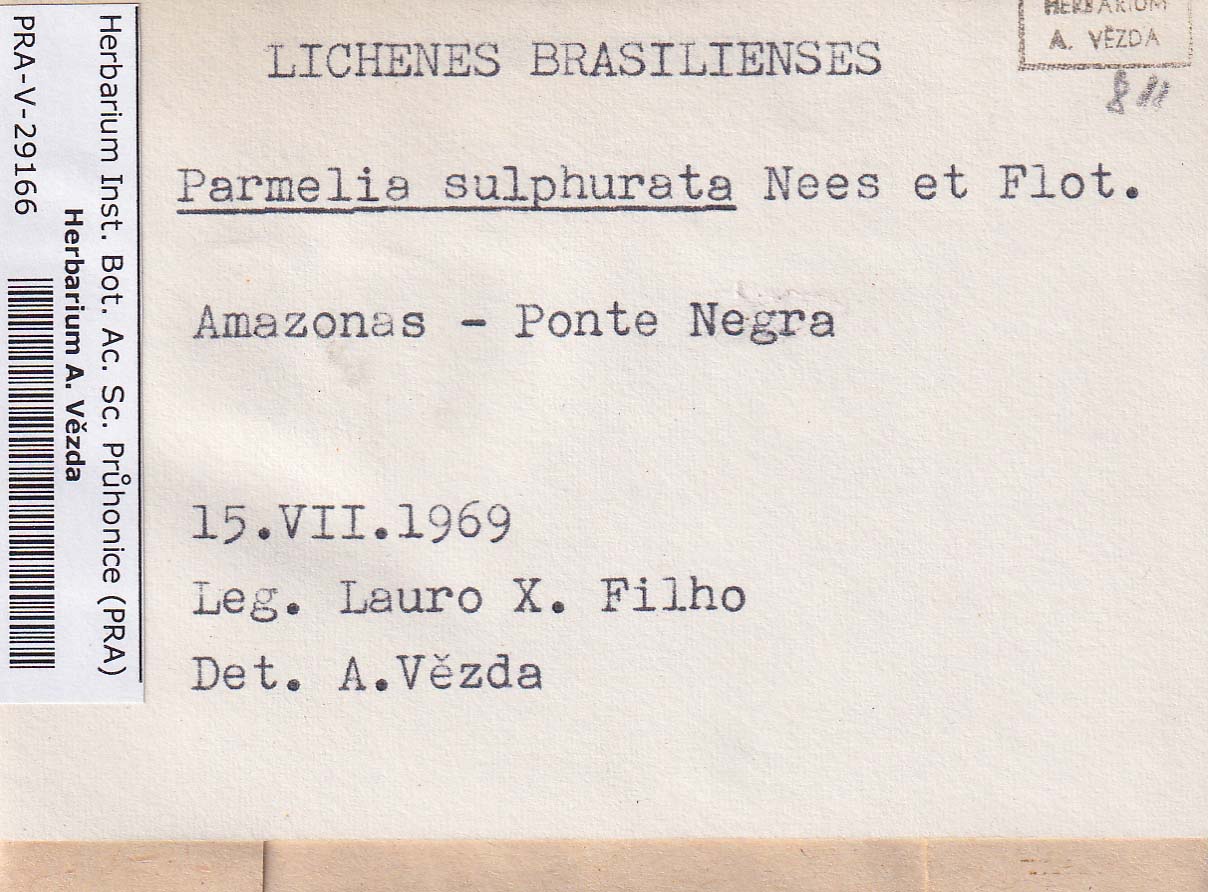 HERBARIUM
A. VĚZDA
LICHENES BRASILIENSES
Parmelia sulphurata Nees et Flot.
Amazonas - Ponte Negra
15.VII.1969
Leg. Lauro X. Filho
Det. A.Vězda
Herbarium Inst. Bot. Ac. Sc. Průhonice (PRA)
Herbarium A. Vězda
PRA-V-29166